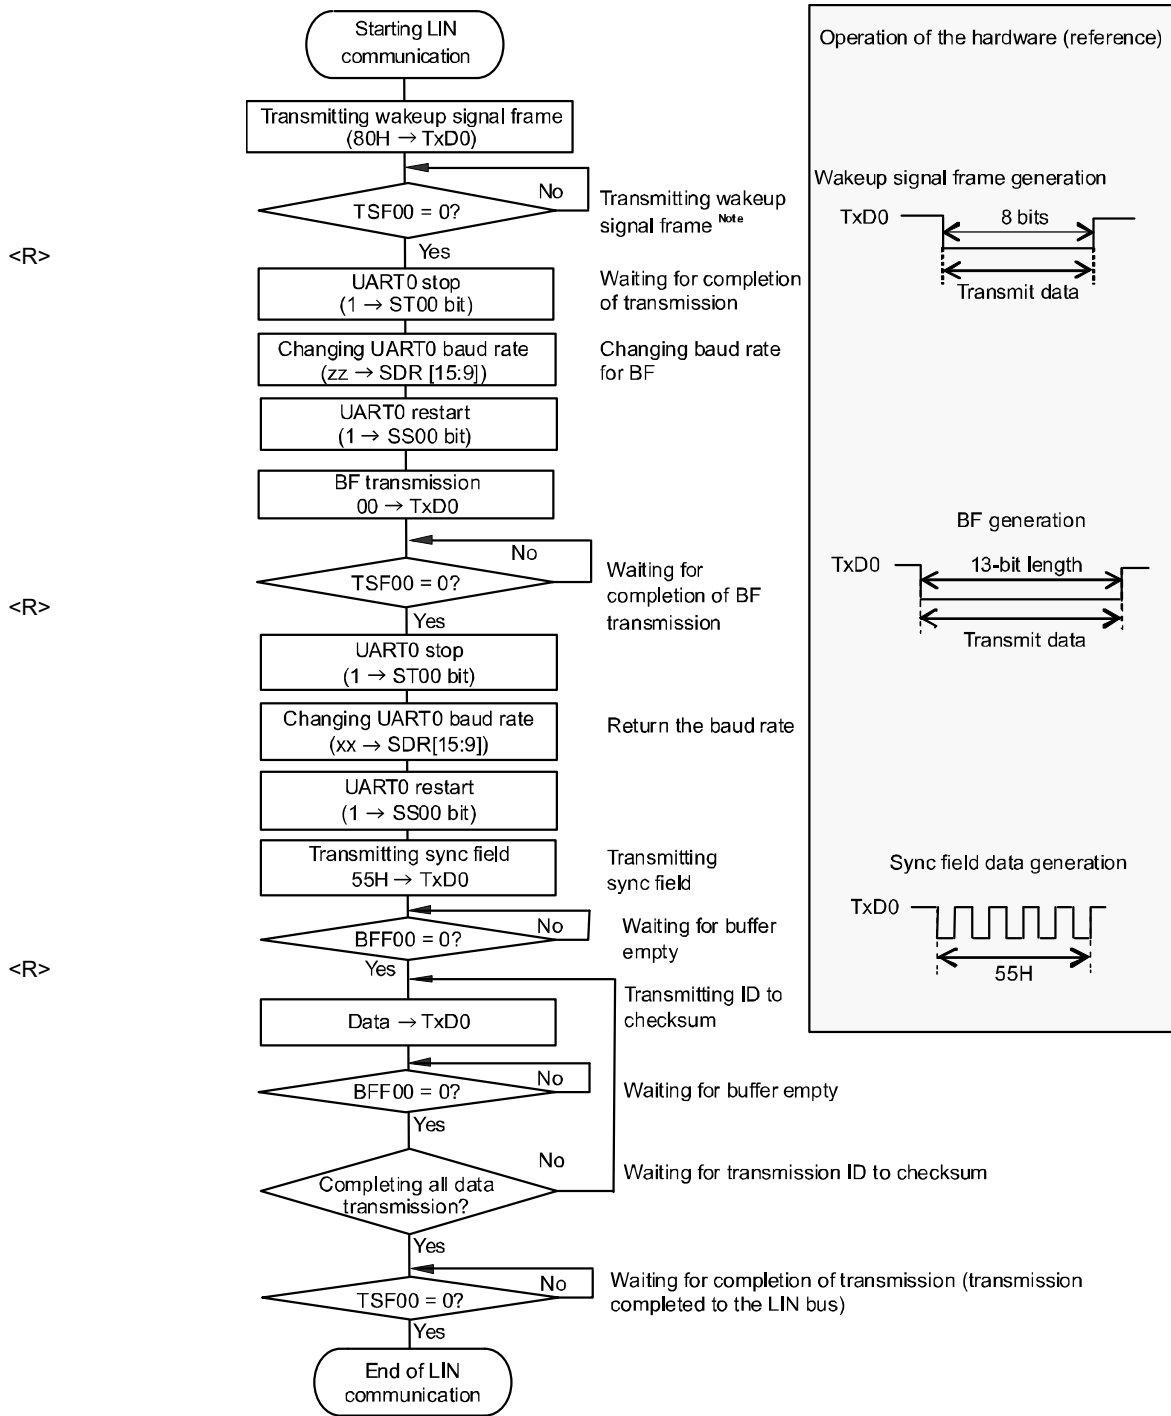 Starting LIN
communication
Transmitting wakeup signal frame
(80H → TxD0)
No
TSF00 = 0?
Transmitting wakeup
signal frame Note
Yes
<R>
UART0 stop
(1 → ST00 bit)
Waiting for completion
of transmission
Changing UART0 baud rate
(zz → SDR [15:9])
Changing baud rate
for BF
UART0 restart
(1 → SS00 bit)
BF transmission
00 → TxD0
No
TSF00 = 0?
Waiting for
completion of BF
transmission
<R>
Yes
UART0 stop
(1 → ST00 bit)
Changing UART0 baud rate
(xx → SDR[15:9])
Return the baud rate
UART0 restart
(1 → SS00 bit)
Transmitting sync field
55H → TxD0
Transmitting
sync field
No
BFF00 = 0?
Waiting for buffer
empty
<R>
Yes
Transmitting ID to
checksum
Data → TxD0
No
BFF00 = 0?
Waiting for buffer empty
Yes
No
Completing all data
transmission?
Waiting for transmission ID to checksum
Yes
No
TSF00 = 0?
Waiting for completion of transmission (transmission
completed to the LIN bus)
Yes
End of LIN
communication
Operation of the hardware (reference)
Wakeup signal frame generation
TxD0
8 bits
Transmit data
BF generation
TxD0
13-bit length
Transmit data
Sync field data generation
TxD0
55H